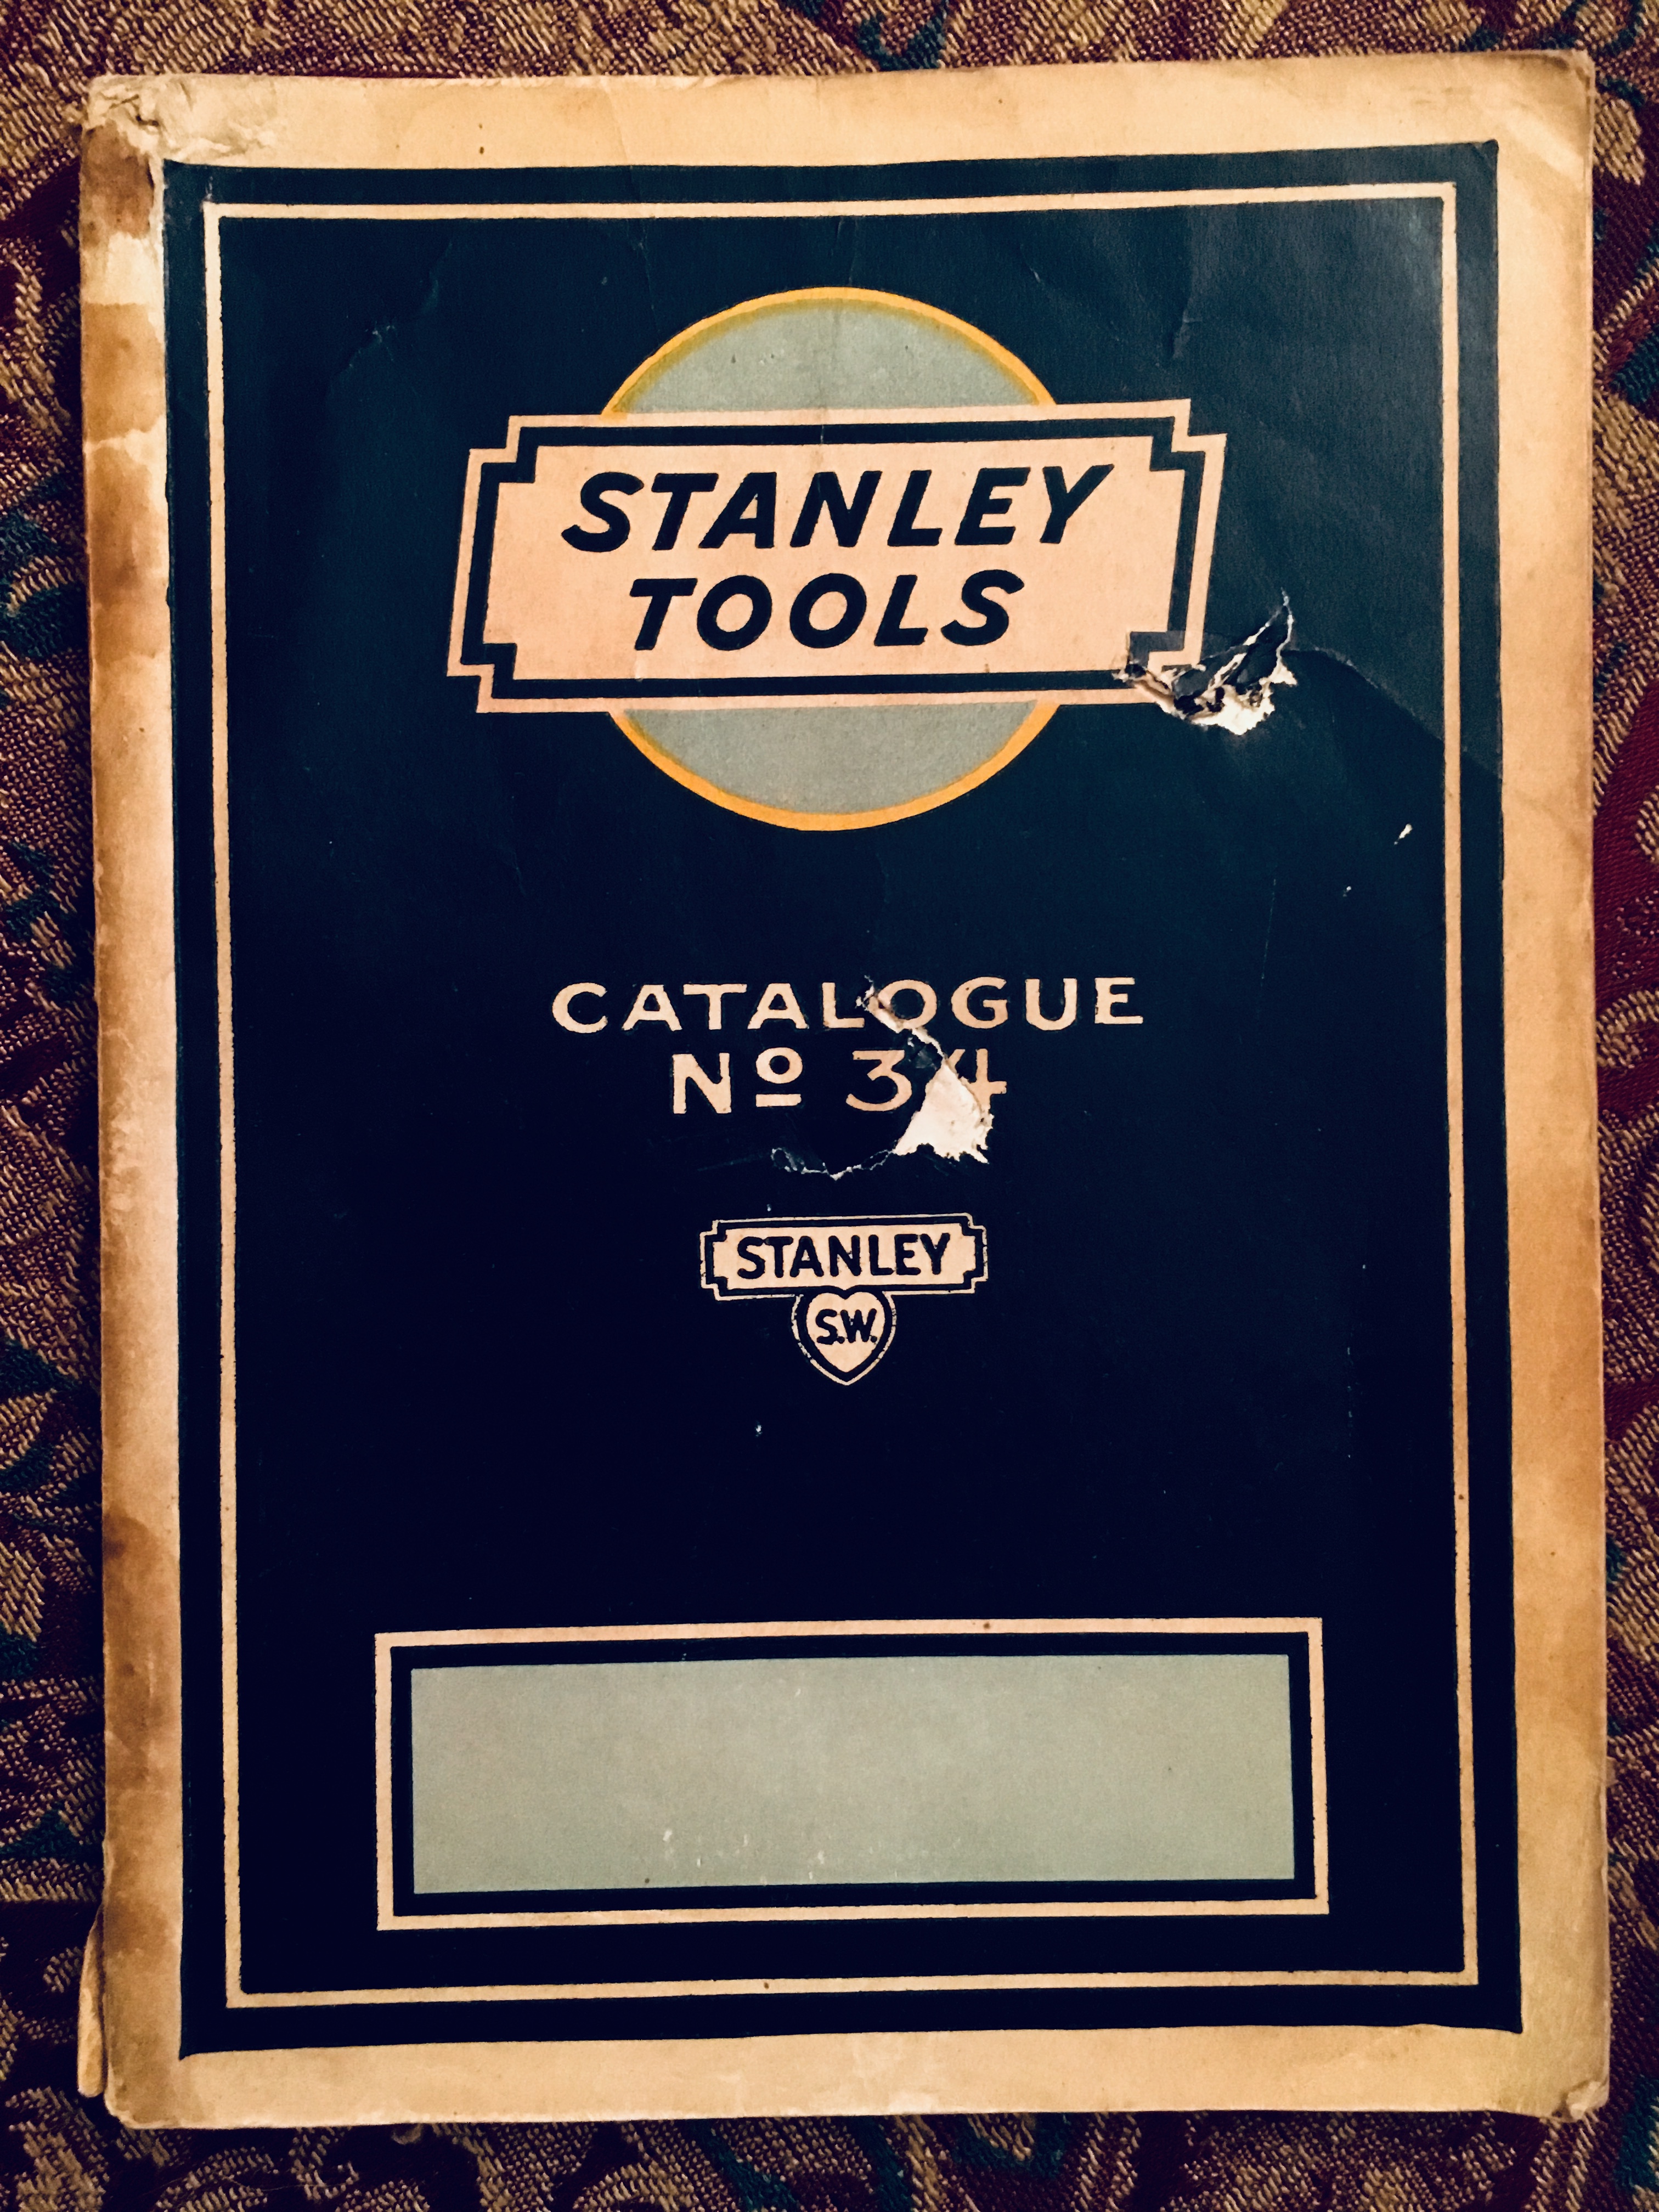 STANLEY
TOOLS
CATALOGUE
Nº 34
STANLEY
S.W.